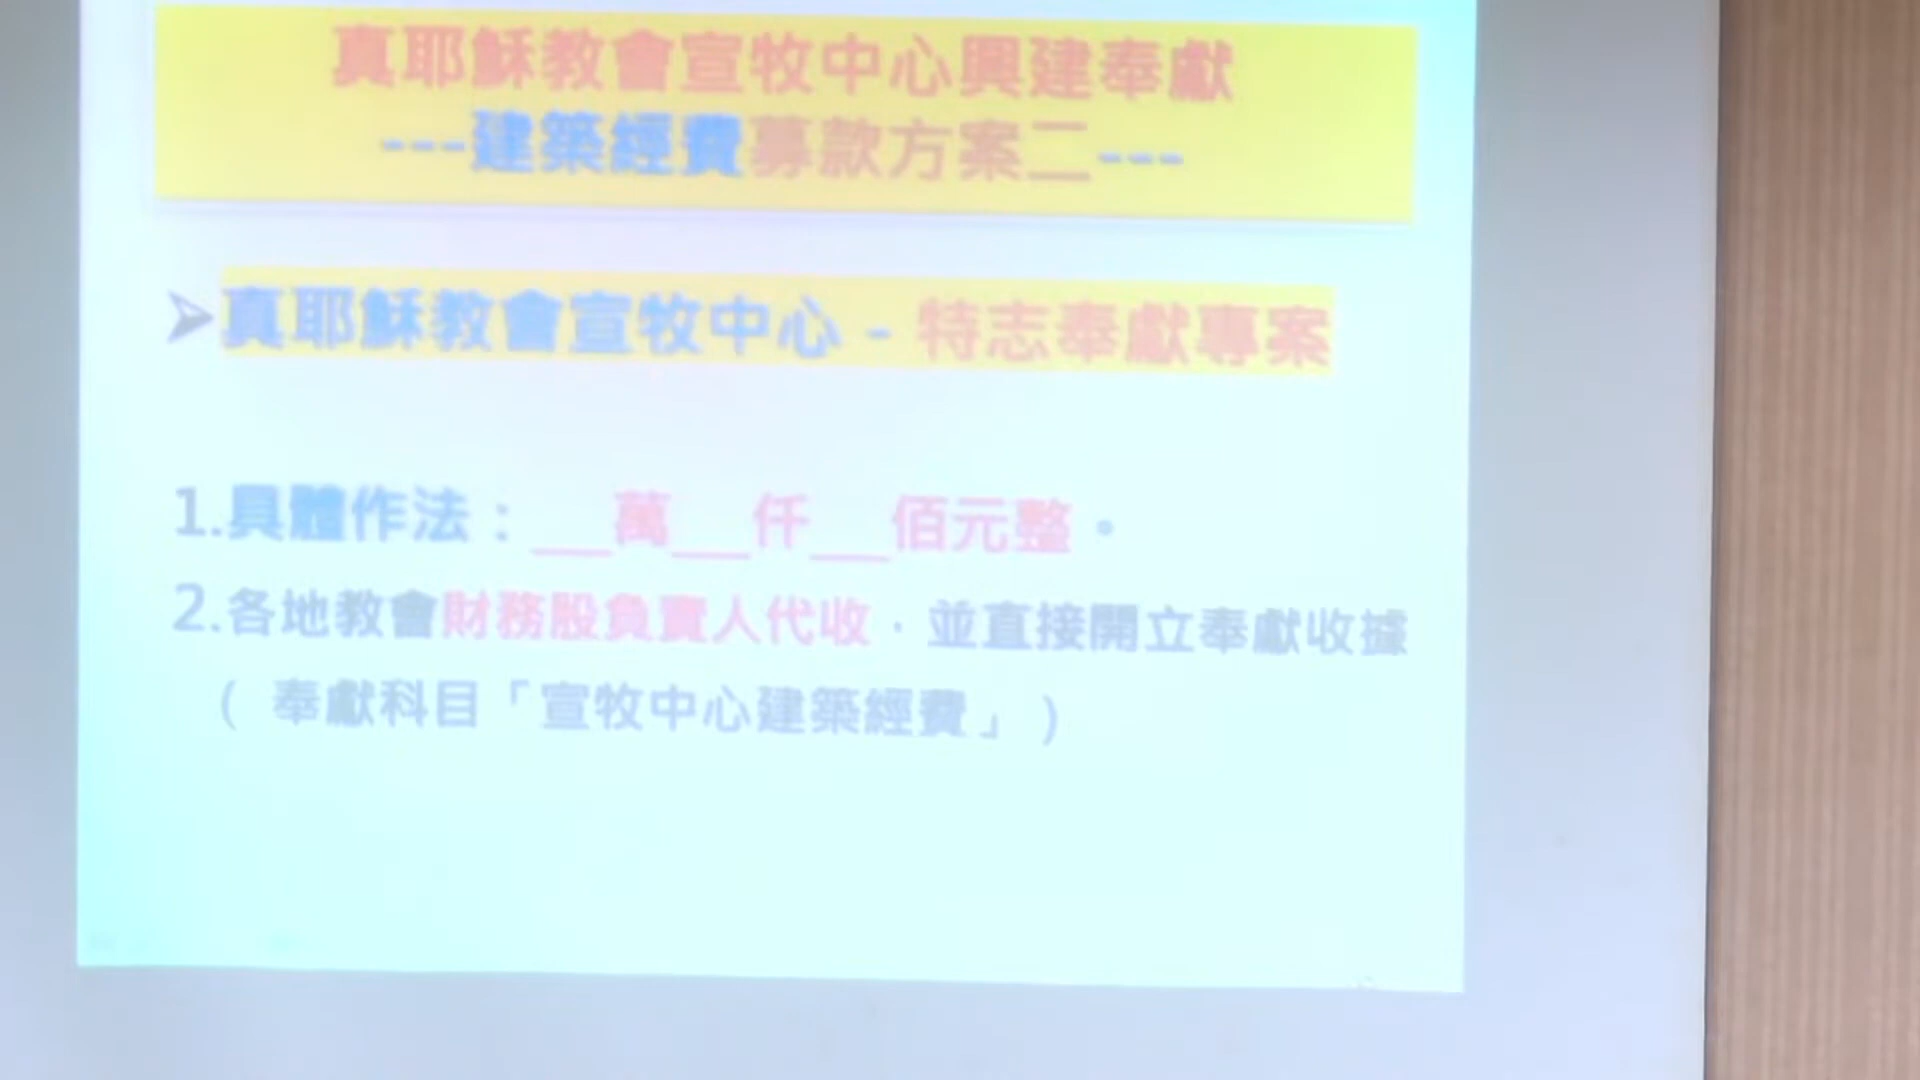 真耶穌教會宣牧中心興建奉獻
---建築經費募款方案二---
➤真耶穌教會宣牧中心 - 特志奉獻專案
1.具體作法：___萬___仟___佰元整。
2.各地教會財務股負責人代收，並直接開立奉獻收據
( 奉獻科目「宣牧中心建築經費」 )